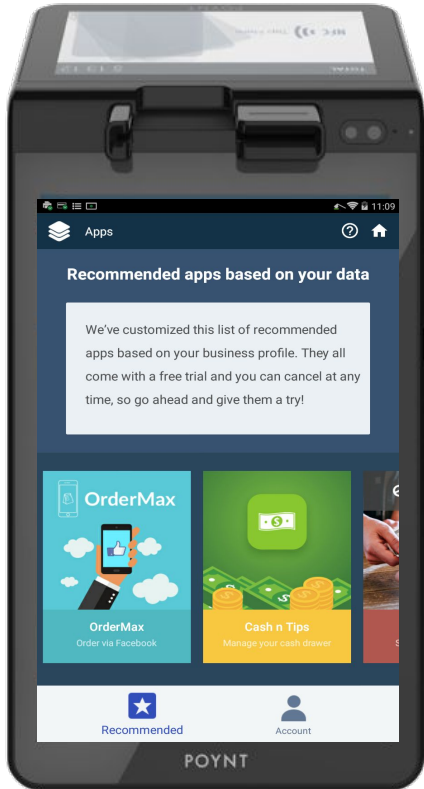 11:09
Apps
Recommended apps based on your data
We've customized this list of recommended
apps based on your business profile. They all
come with a free trial and you can cancel at any
time, so go ahead and give them a try!
OrderMax
OrderMax
Order via Facebook
Cash n Tips
Manage your cash drawer
S
Recommended
Account
POYNT